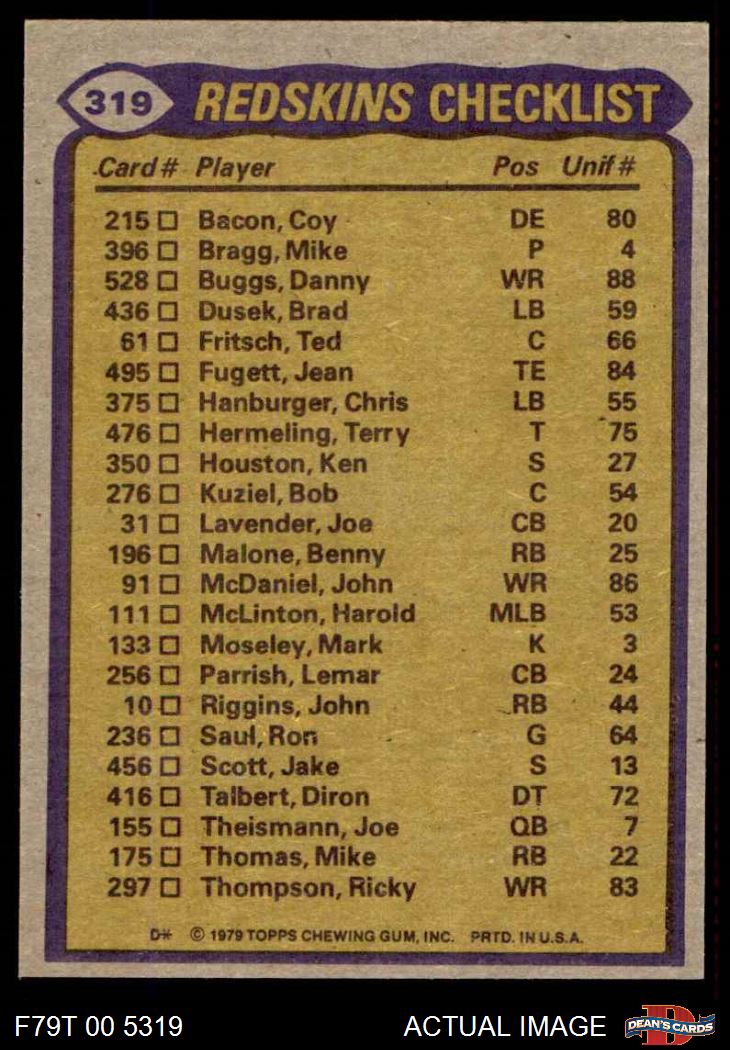 319 REDSKINS CHECKLIST
Card # Player Pos Unif #
215 □ Bacon, Coy DE 80
396 □ Bragg, Mike P 4
528 □ Buggs, Danny WR 88
436 □ Dusek, Brad LB 59
61 □ Fritsch, Ted C 66
495 □ Fugett, Jean TE 84
375 □ Hanburger, Chris LB 55
476 □ Hermeling, Terry T 75
350 □ Houston, Ken S 27
276 □ Kuziel, Bob C 54
31 □ Lavender, Joe CB 20
196 □ Malone, Benny RB 25
91 □ McDaniel, John WR 86
111 □ McLinton, Harold MLB 53
133 □ Moseley, Mark K 3
256 □ Parrish, Lemar CB 24
10 □ Riggins, John RB 44
236 □ Saul, Ron G 64
456 □ Scott, Jake S 13
416 □ Talbert, Diron DT 72
155 □ Theismann, Joe QB 7
175 □ Thomas, Mike RB 22
297 □ Thompson, Ricky WR 83
D* © 1979 TOPPS CHEWING GUM, INC. PRTD. IN U.S.A.
F79T 00 5319 ACTUAL IMAGE D DEAN'S CARDS